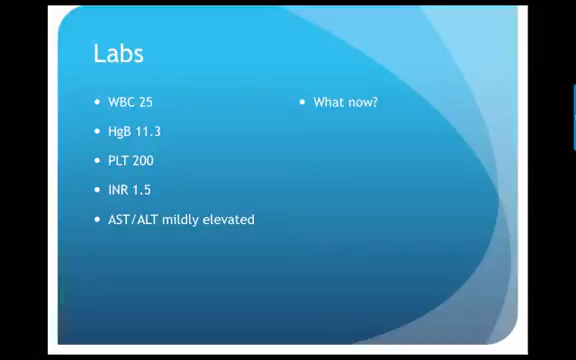 Labs
• WBC 25
• HgB 11.3
• PLT 200
• INR 1.5
• AST/ALT mildly elevated
• What now?